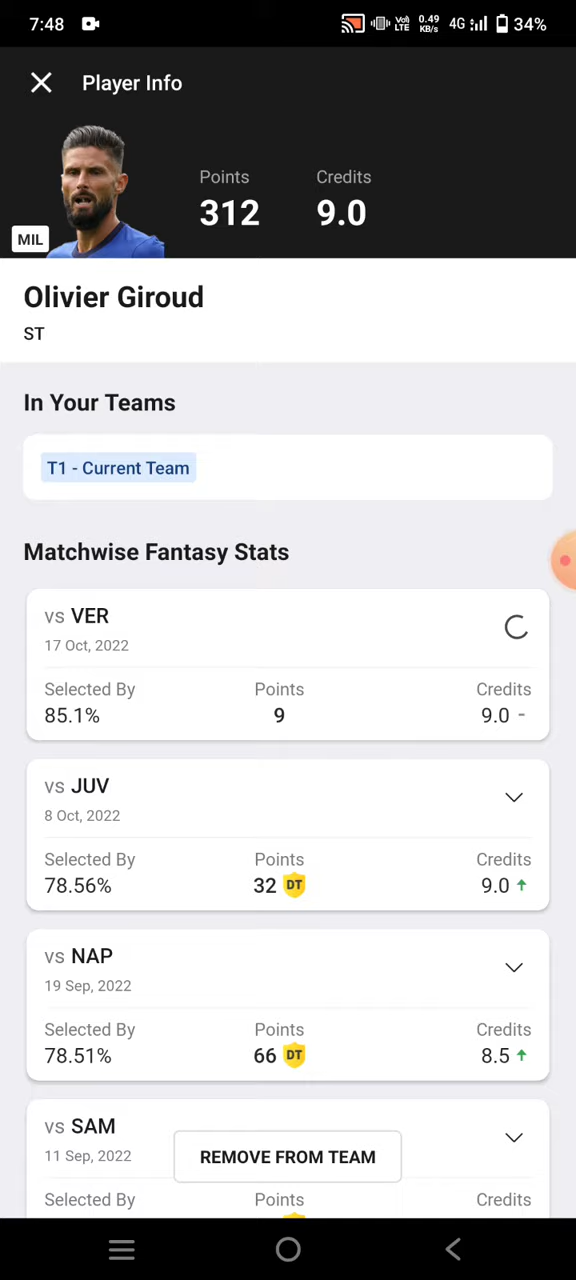 7:48 Vo) LTE 0.49 KB/s 4G 34%
Player Info
Points Credits
312 9.0
MIL
Olivier Giroud
ST
In Your Teams
T1 - Current Team
Matchwise Fantasy Stats
vs VER
17 Oct, 2022
Selected By Points Credits
85.1% 9 9.0 -
vs JUV
8 Oct, 2022
Selected By Points Credits
78.56% 32 DT 9.0
vs NAP
19 Sep, 2022
Selected By Points Credits
78.51% 66 DT 8.5
vs SAM
11 Sep, 2022
REMOVE FROM TEAM
Selected By Points Credits